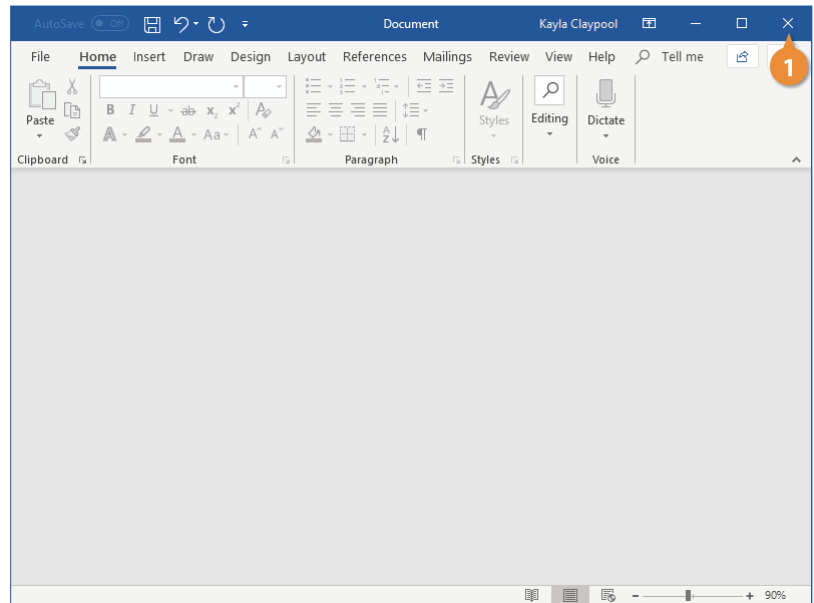 AutoSave Off Document Kayla Claypool
File Home Insert Draw Design Layout References Mailings Review View Help Tell me
1
Paste
B I U ab x₂ x² A
A A Aa A A
A Z
Styles
Editing
Dictate
Clipboard Font Paragraph Styles Voice
90%